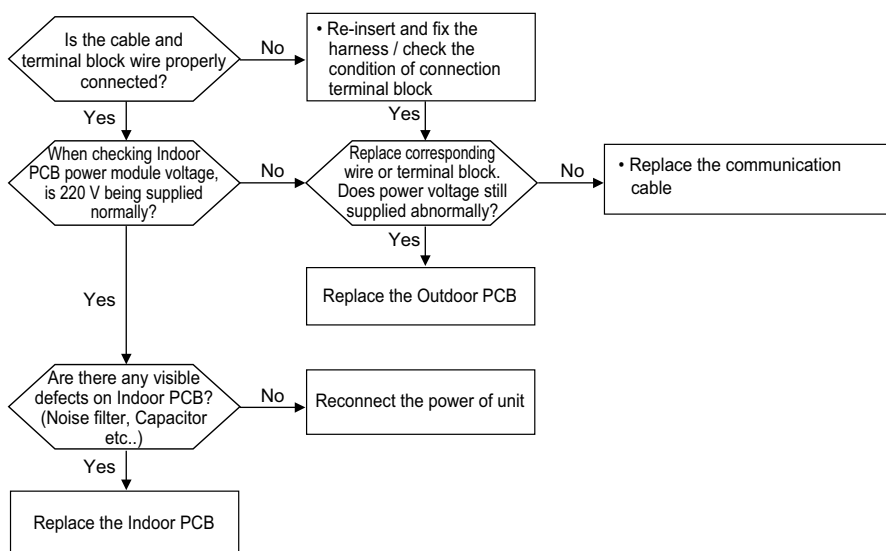 Is the cable and
terminal block wire properly
connected?
No
• Re-insert and fix the
harness / check the
condition of connection
terminal block
Yes
Yes
When checking Indoor
PCB power module voltage,
is 220 V being supplied
normally?
No
Replace corresponding
wire or terminal block.
Does power voltage still
supplied abnormally?
No
• Replace the communication
cable
Yes
Replace the Outdoor PCB
Yes
Are there any visible
defects on Indoor PCB?
(Noise filter, Capacitor
etc..)
No
Reconnect the power of unit
Yes
Replace the Indoor PCB